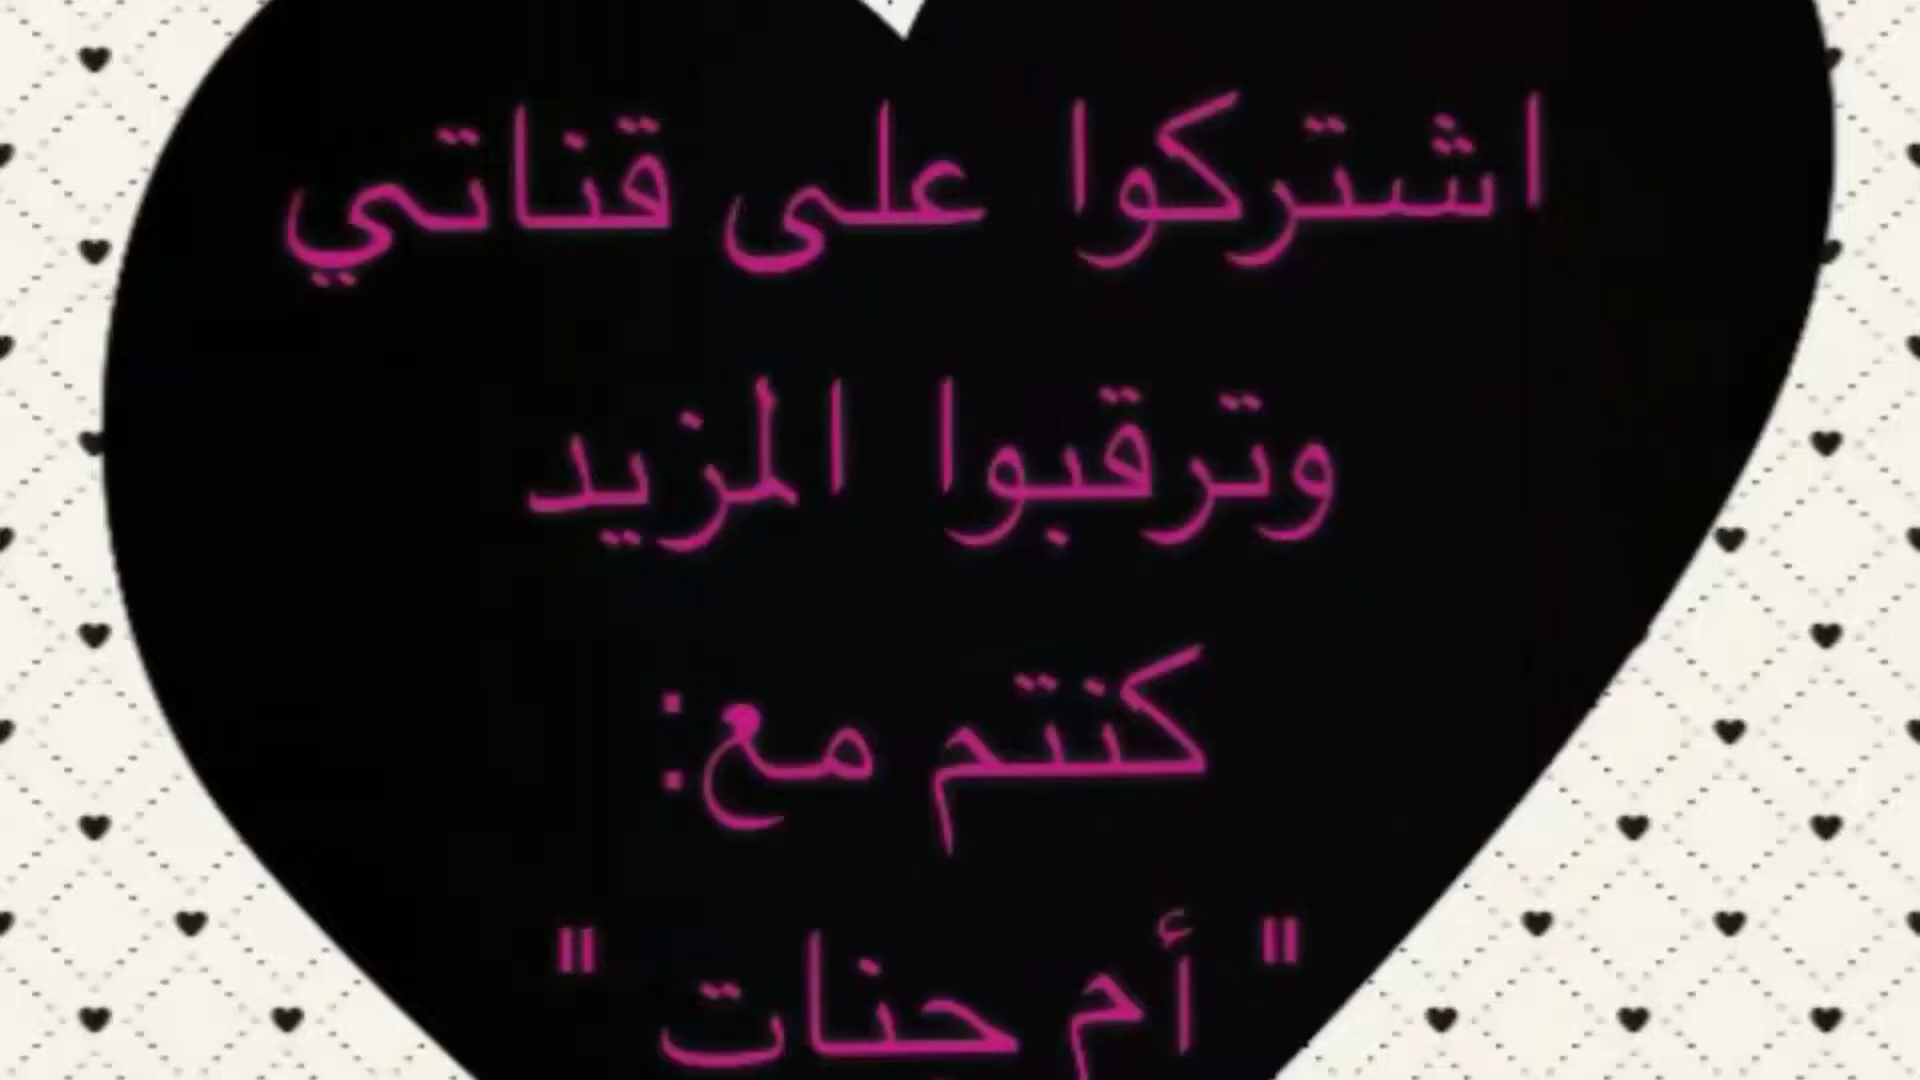 اشتركوا على قناتي
وترقبوا المزيد
كنتم مع:
" أم جنات "